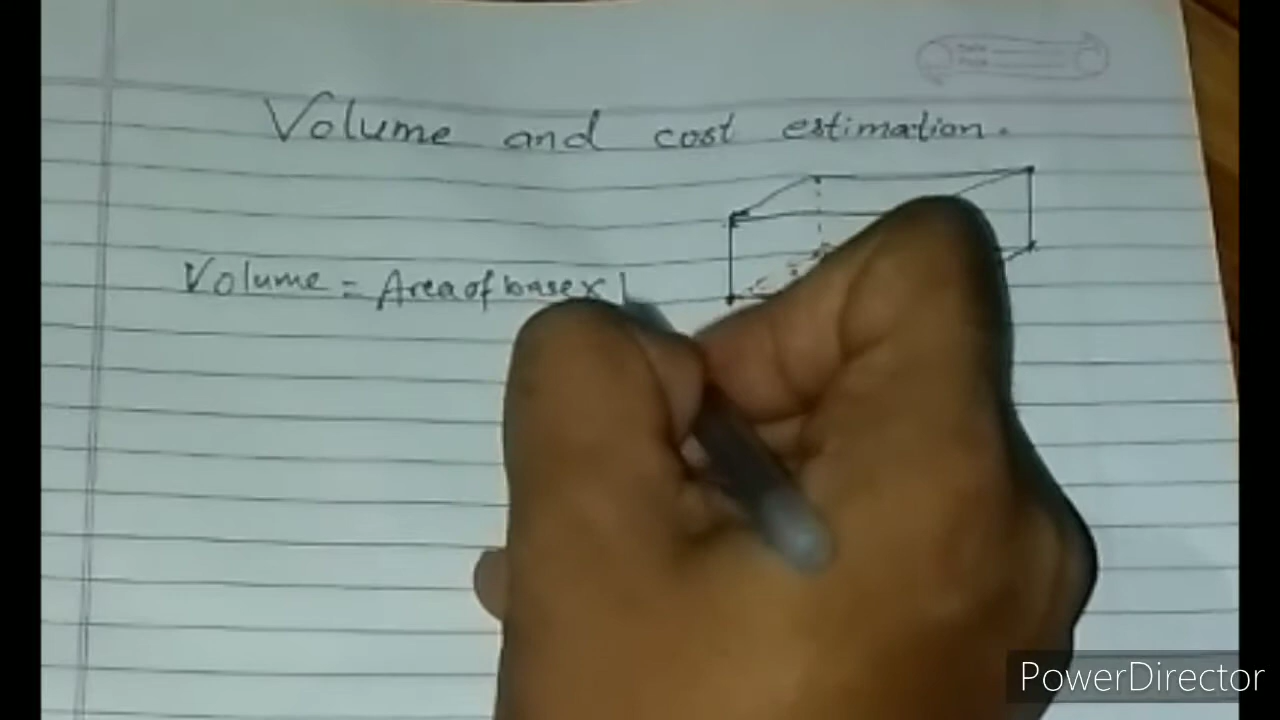 Volume and cost estimation.
Volume = Area of base x
PowerDirector